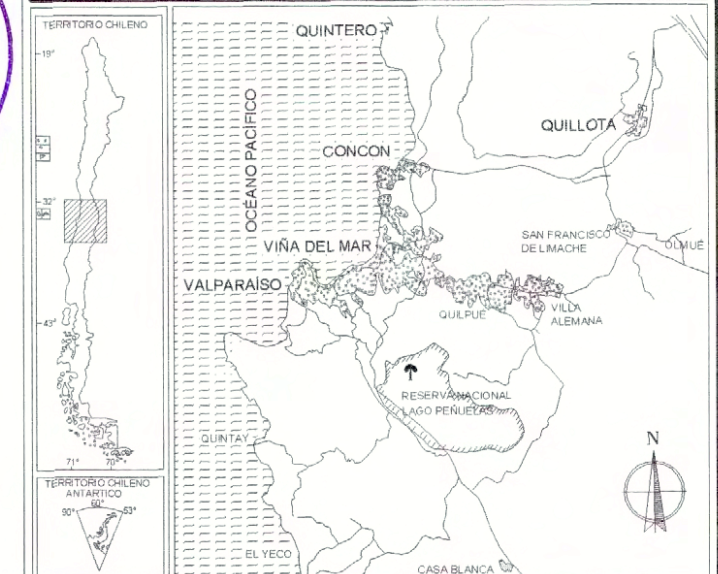 TERRITORIO CHILENO
19°
32°
43°
71° 70°
TERRITORIO CHILENO
ANTARTICO
90° 60° 53°
OCÉANO PACÍFICO
QUINTERO
QUILLOTA
CONCON
SAN FRANCISCO
DE LIMACHE
OLMUÉ
VIÑA DEL MAR
VALPARAÍSO
QUILPUÉ
VILLA
ALEMANA
RESERVA NACIONAL
LAGO PEÑUELAS
QUINTAY
N
EL YECO
CASA BLANCA